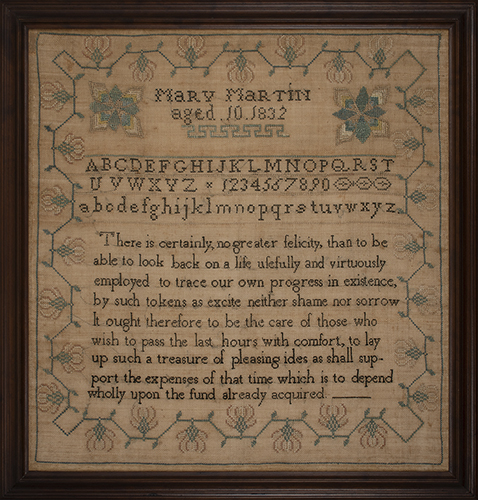 Mary Martin
aged 10. 1832
ABCDEFGHIJKLMNOPQRST
UVWXYZ * 1234567890
abcdefghijklmnopqrstuvwxyz
There is certainly, no greater felicity, than to be
able to look back on a life uſefully and virtuously
employed to trace our own progress in existence,
by such tokens as excite neither shame nor sorrow
It ought therefore to be the care of those who
wish to pass the last hours with comfort, to lay
up such a treasure of pleasing ides as shall sup-
port the expenses of that time which is to depend
wholly upon the fund already acquired.